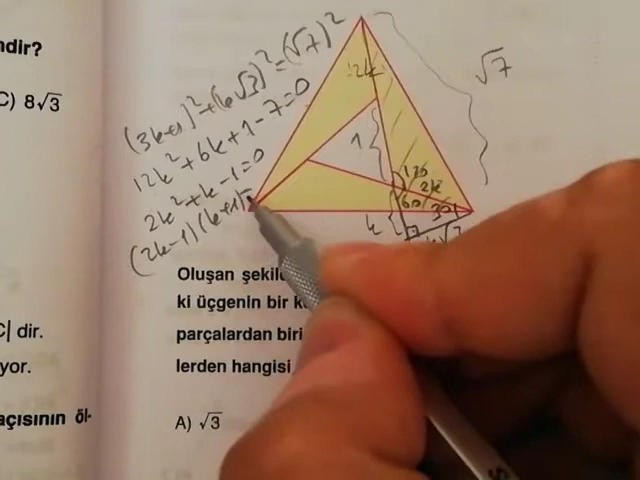 ndir?
C) 8√3
C| dir.
yor.
açısının öl-
(3k+1)²+(k√3)²=(√7)²
12k²+6k+1-7=0
2k²+k-1=0
(2k-1)(k+1)=
2k
√7
1
120
2k
60
30
k
k√3
Oluşan şekil
ki üçgenin bir k
parçalardan biri
lerden hangisi
A) √3